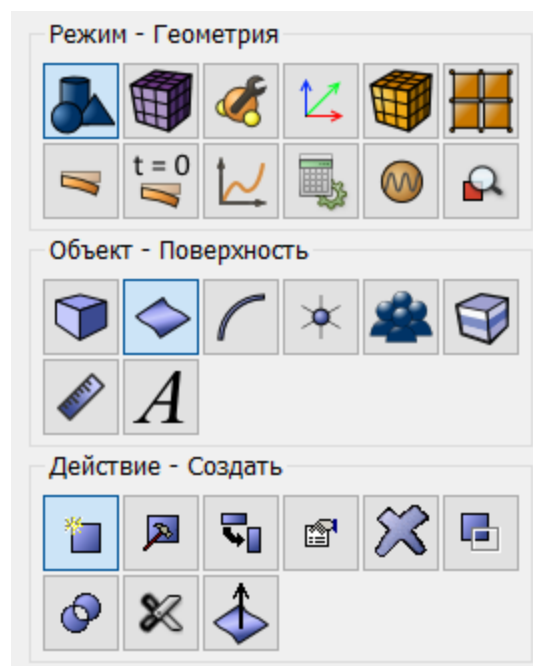 Режим - Геометрия
t = 0
Объект - Поверхность
A
Действие - Создать